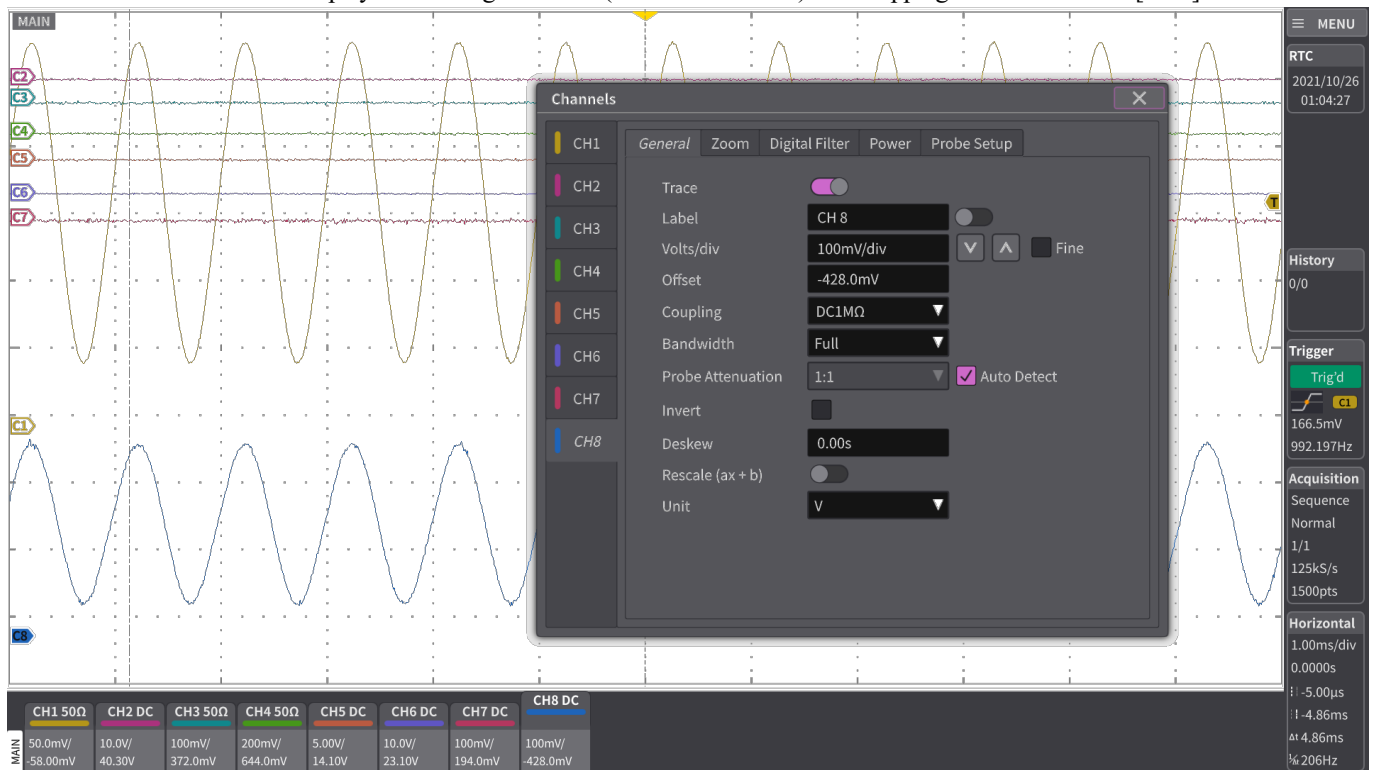 MAIN
C2
C3
C4
C5
C6
C7
C1
C8
T
Channels
CH1
CH2
CH3
CH4
CH5
CH6
CH7
CH8
General Zoom Digital Filter Power Probe Setup
Trace
Label CH 8
Volts/div 100mV/div Fine
Offset -428.0mV
Coupling DC1MΩ
Bandwidth Full
Probe Attenuation 1:1 Auto Detect
Invert
Deskew 0.00s
Rescale (ax + b)
Unit V
MENU
RTC
2021/10/26
01:04:27
History
0/0
Trigger
Trig'd
C1
166.5mV
992.197Hz
Acquisition
Sequence
Normal
1/1
125kS/s
1500pts
Horizontal
1.00ms/div
0.0000s
-5.00µs
-4.86ms
Δt 4.86ms
206Hz
MAIN
CH1 50Ω CH2 DC CH3 50Ω CH4 50Ω CH5 DC CH6 DC CH7 DC CH8 DC
50.0mV/ 10.0V/ 100mV/ 200mV/ 5.00V/ 10.0V/ 100mV/ 100mV/
-58.00mV 40.30V 372.0mV 644.0mV 14.10V 23.10V 194.0mV -428.0mV